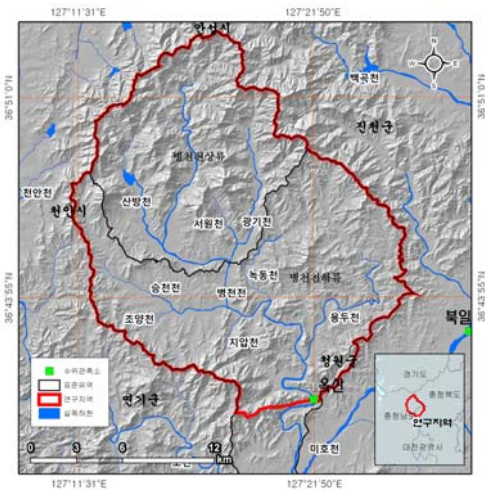 127°11'31"E
127°21'50"E
안성시
백곡천
N
W
E
S
36°51'0"N
36°51'0"N
진천군
병천천상류
천안천
산방천
천안시
서원천
광기천
녹동천
승천천
병천천하류
36°43'55"N
36°43'55"N
병천천
조양천
용두천
북일
지압천
청원군
수위관측소
표준유역
연구지역
실폭하천
연기군
옥산
경기도
충청북도
충청남도
연구지역
대전광역시
미호천
0 3 6 12
km
127°11'31"E
127°21'50"E